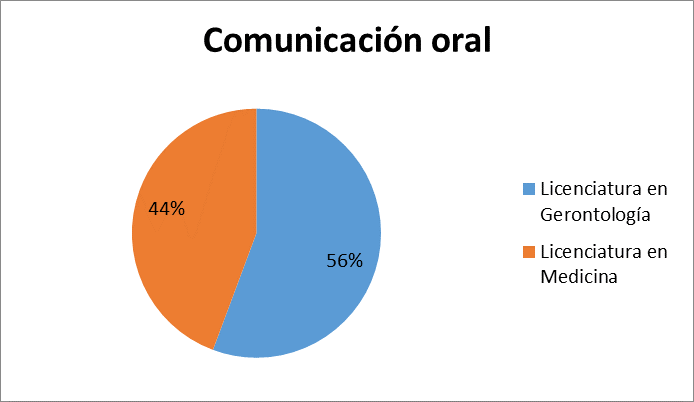 Comunicación oral
44%
56%
Licenciatura en
Gerontología
Licenciatura en
Medicina